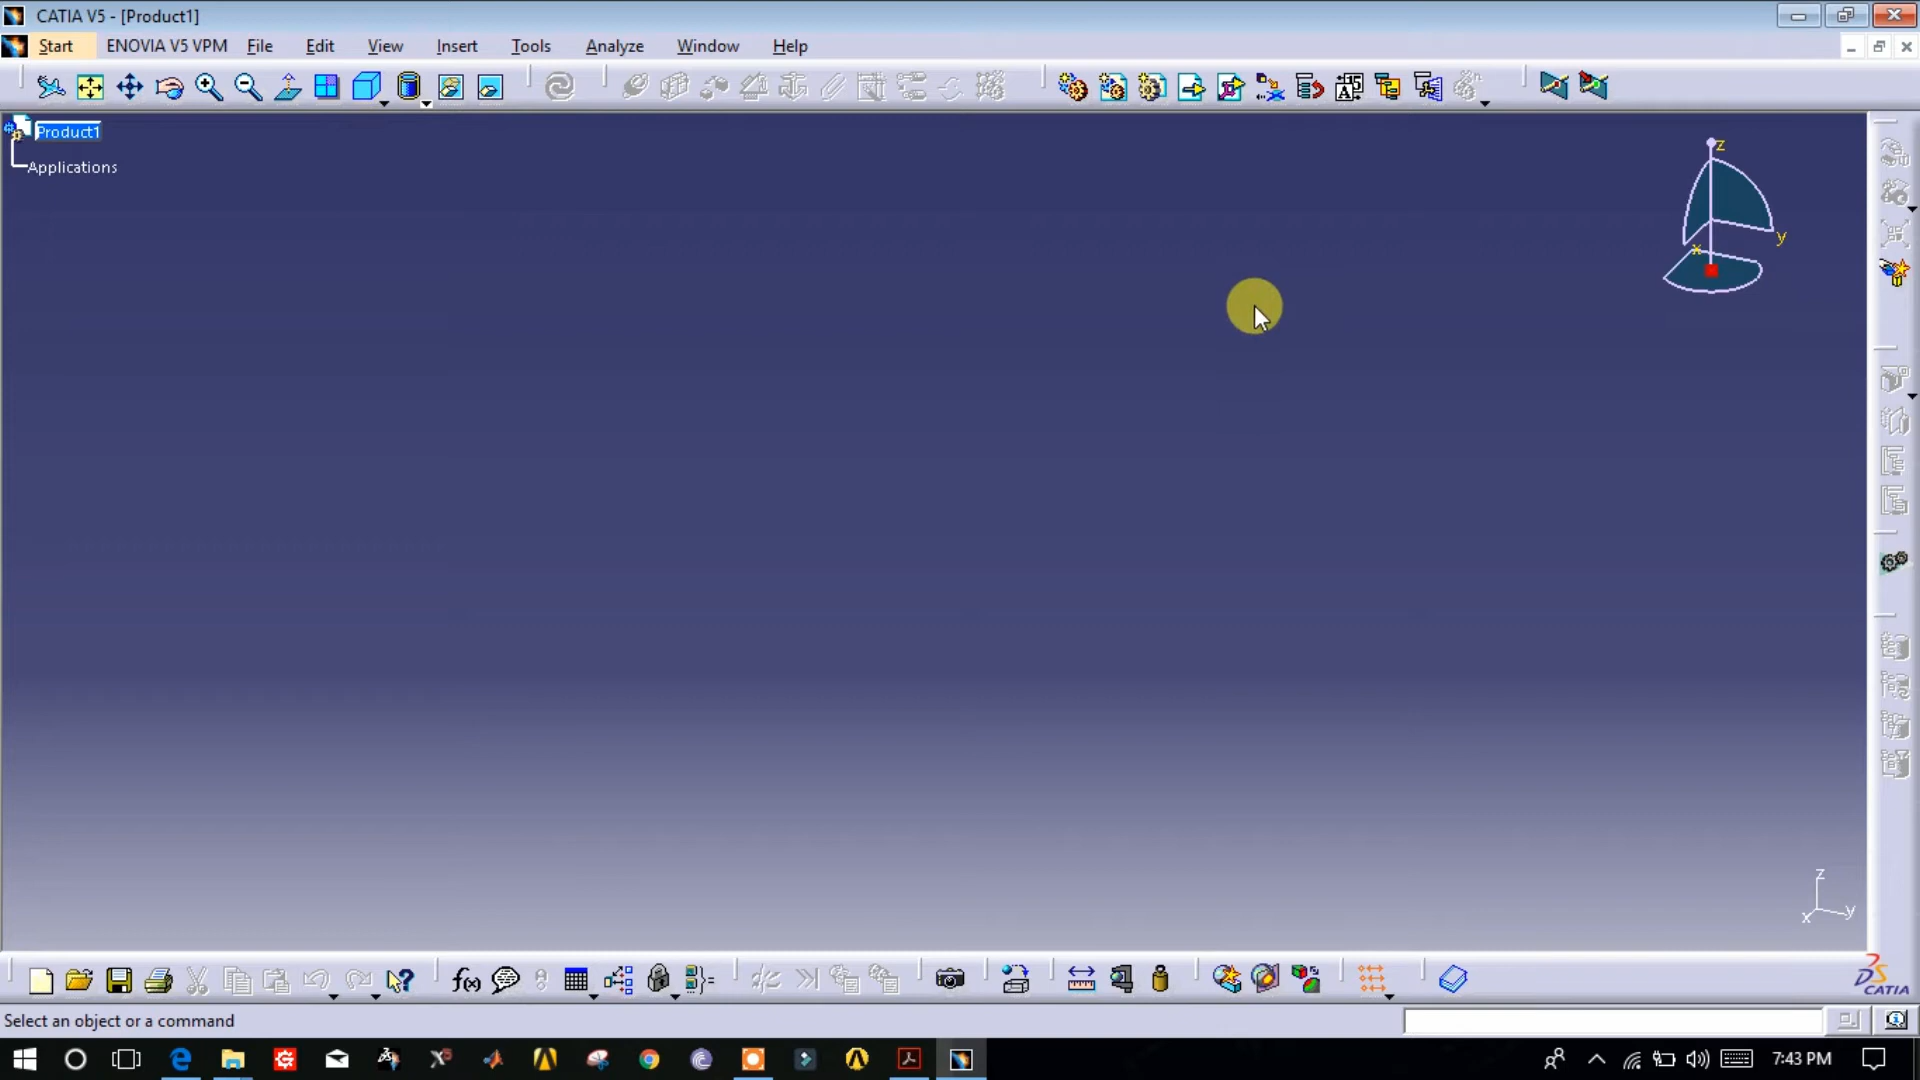 CATIA V5 - [Product1]
Start ENOVIA V5 VPM File Edit View Insert Tools Analyze Window Help
Product1
Applications
z
y
x
z
x y
f(x)
CATIA
Select an object or a command
7:43 PM